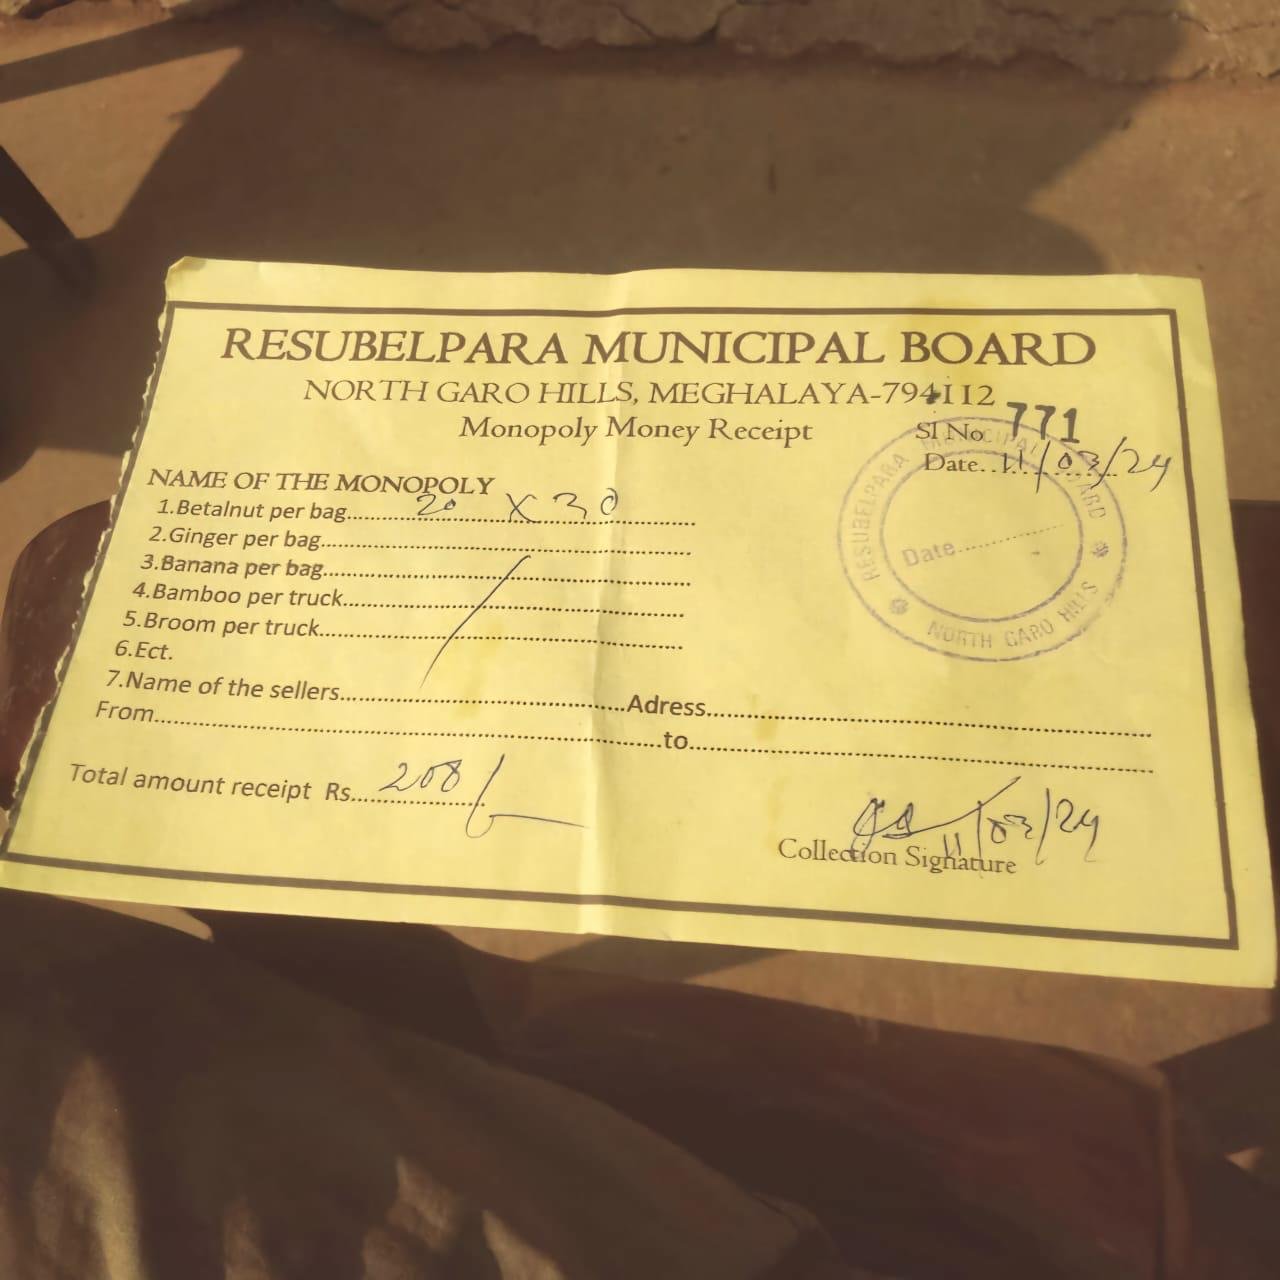 RESUBELPARA MUNICIPAL BOARD
NORTH GARO HILLS, MEGHALAYA-794112
Monopoly Money Receipt
Sl No 771
Date..11/03/24
NAME OF THE MONOPOLY
1.Betalnut per bag....20 X 30
2.Ginger per bag....
3.Banana per bag....
4.Bamboo per truck....
5.Broom per truck....
6.Ect.
7.Name of the sellers....Adress....
From....to....
Total amount receipt Rs....208/-
11/03/24
Collection Signature
RESUBELPARA MUNICIPAL BOARD
Date....
NORTH GARO HILLS